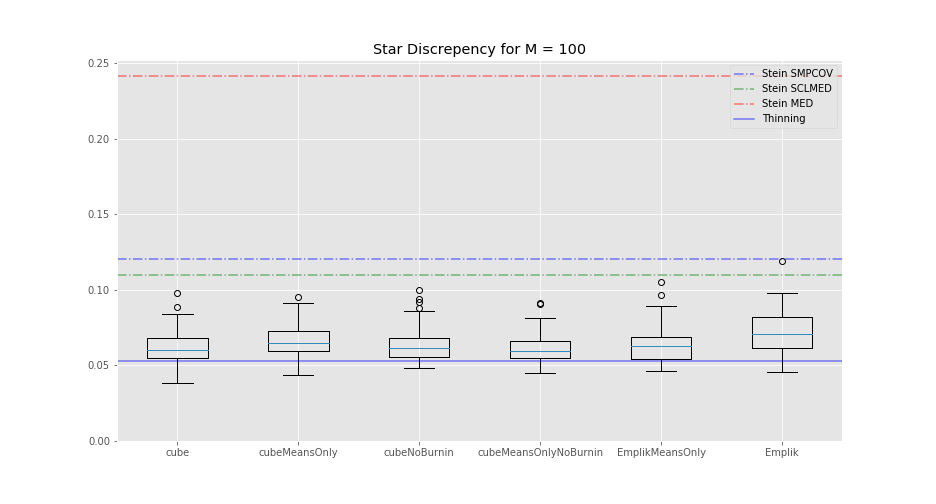 Star Discrepency for M = 100
0.25
0.20
0.15
0.10
0.05
0.00
Stein SMPCOV
Stein SCLMED
Stein MED
Thinning
cube
cubeMeansOnly
cubeNoBurnin
cubeMeansOnlyNoBurnin
EmplikMeansOnly
Emplik